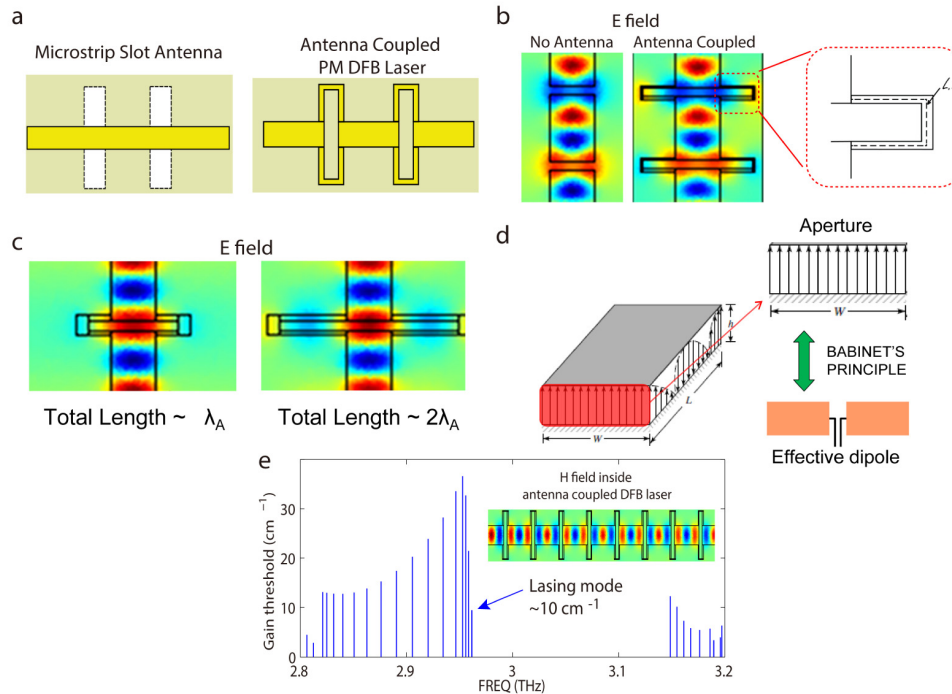 a
Microstrip Slot Antenna
Antenna Coupled
PM DFB Laser
b
E field
No Antenna
Antenna Coupled
c
E field
Total Length ~ λA
Total Length ~ 2λA
d
Aperture
W
BABINET'S
PRINCIPLE
Effective dipole
h
L
W
e
Gain threshold (cm⁻¹)
30
20
10
0
H field inside
antenna coupled DFB laser
Lasing mode
~10 cm⁻¹
2.8
2.9
3
3.1
3.2
FREQ (THz)